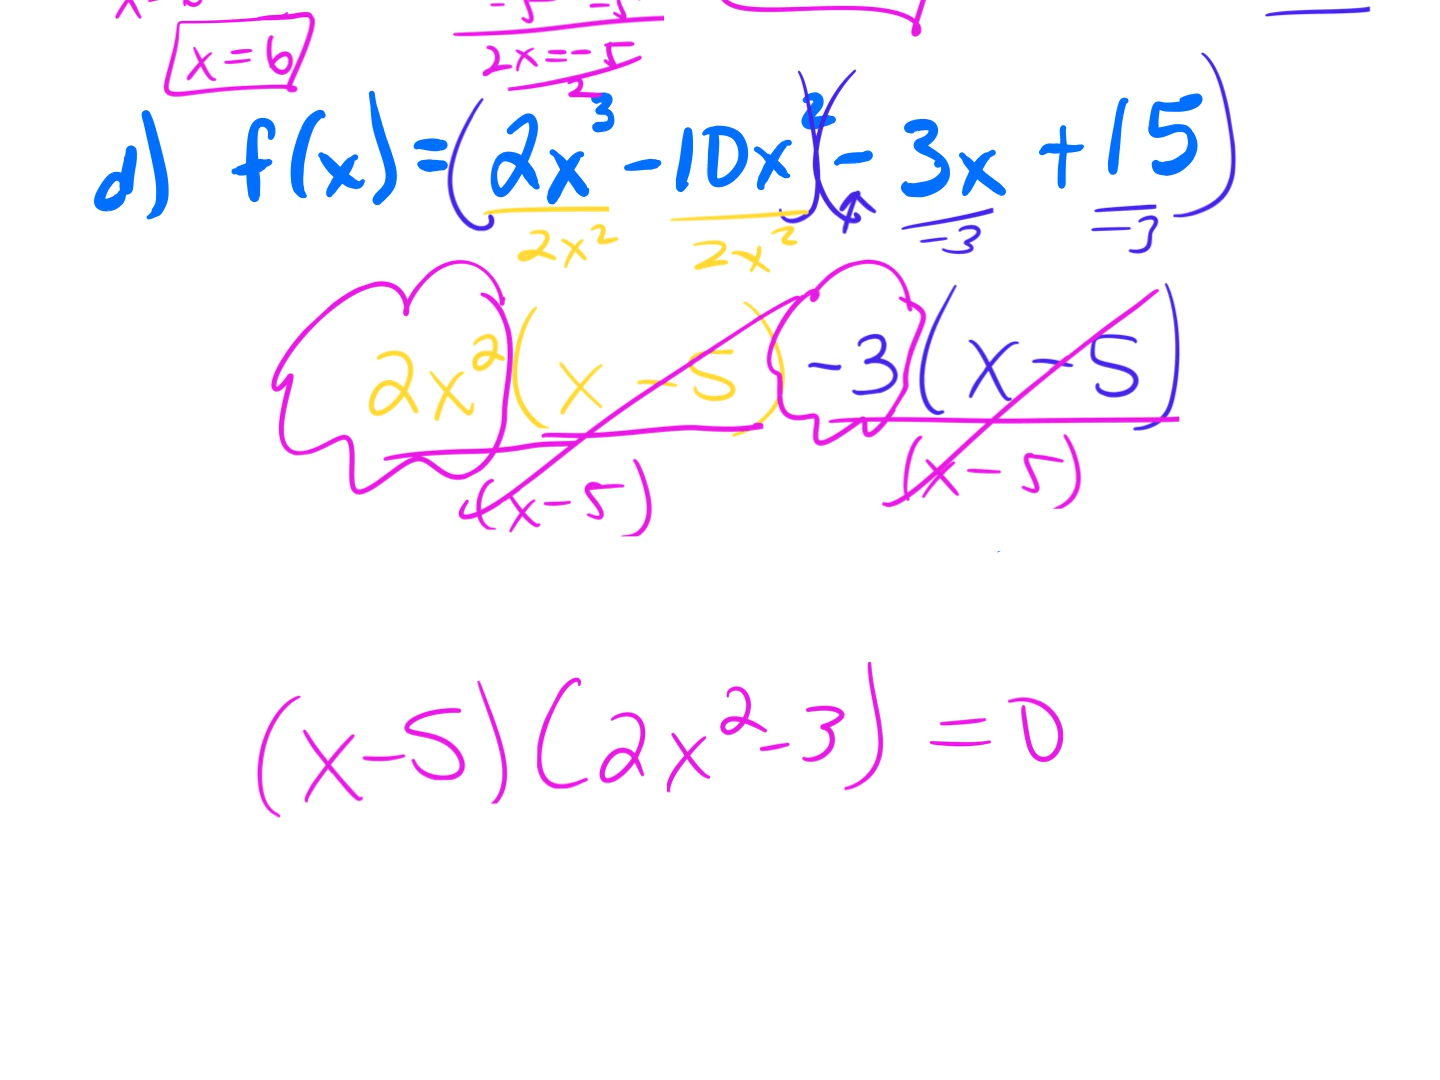 x = 6
2x = -5
2
d) f(x) = (2x³ - 10x²)(- 3x + 15)
2x² 2x² -3 -3
2x²(x - 5) -3(x - 5)
(x - 5) (x - 5)
(x - 5)(2x² - 3) = 0